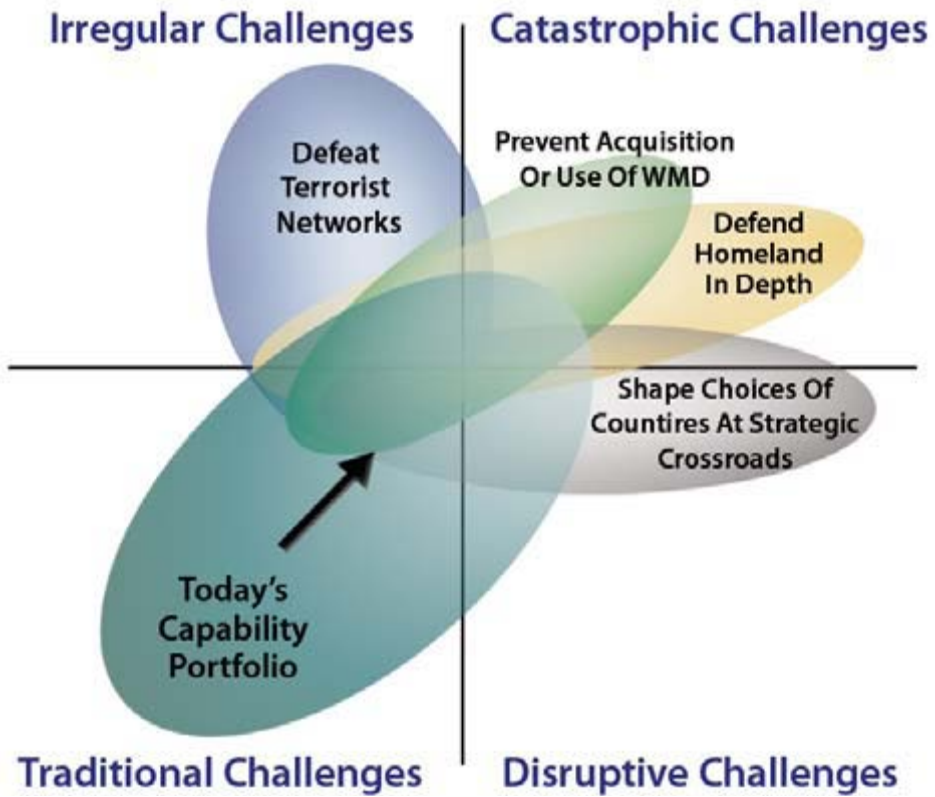 Irregular Challenges
Catastrophic Challenges
Defeat
Terrorist
Networks
Prevent Acquisition
Or Use Of WMD
Defend
Homeland
In Depth
Shape Choices Of
Countires At Strategic
Crossroads
Today's
Capability
Portfolio
Traditional Challenges
Disruptive Challenges